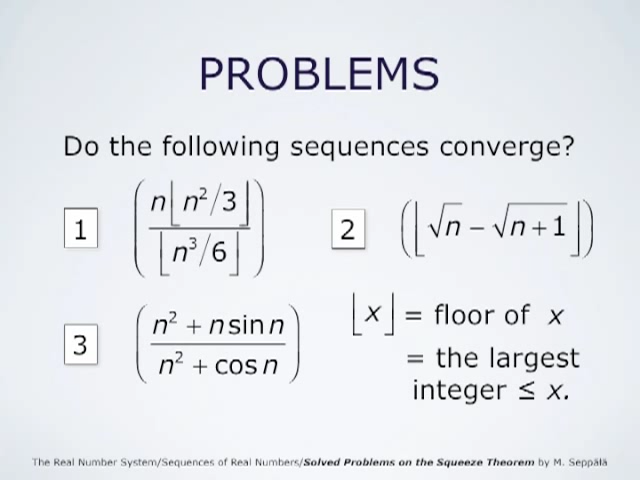 PROBLEMS
Do the following sequences converge?
1 (n⌊n²/3⌋ / ⌊n³/6⌋)
2 (⌊√n − √n+1⌋)
3 (n² + n sin n / n² + cos n)
⌊x⌋ = floor of x
= the largest
integer ≤ x.
The Real Number System/Sequences of Real Numbers/Solved Problems on the Squeeze Theorem by M. Seppälä